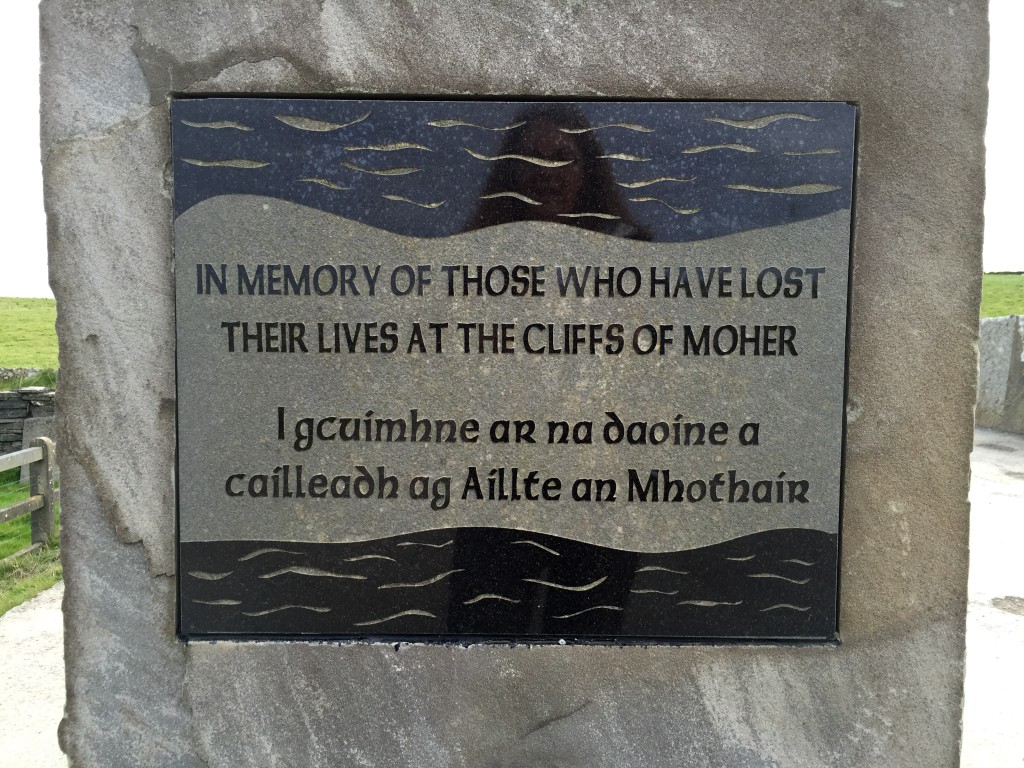 IN MEMORY OF THOSE WHO HAVE LOST
THEIR LIVES AT THE CLIFFS OF MOHER
I gcuimhne ar na daoine a
cailleadh ag Aillte an Mhothair